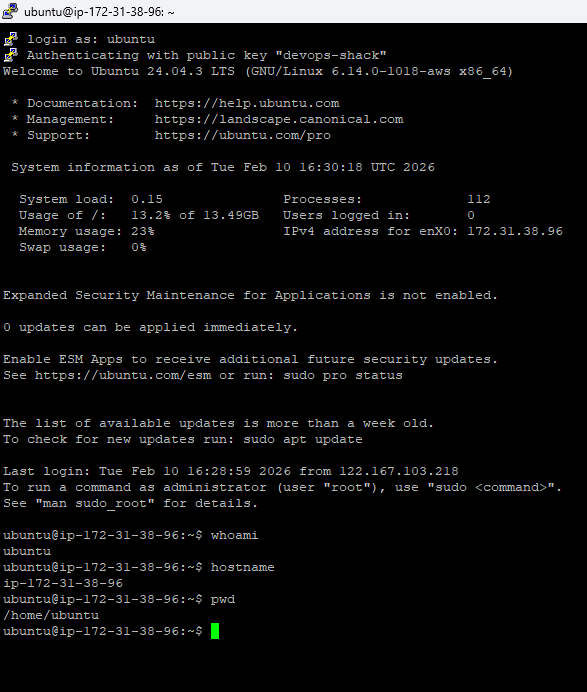 ubuntu@ip-172-31-38-96: ~
login as: ubuntu
Authenticating with public key "devops-shack"
Welcome to Ubuntu 24.04.3 LTS (GNU/Linux 6.14.0-1018-aws x86_64)
* Documentation:  https://help.ubuntu.com
* Management:     https://landscape.canonical.com
* Support:        https://ubuntu.com/pro
System information as of Tue Feb 10 16:30:18 UTC 2026
System load:  0.15               Processes:             112
Usage of /:   13.2% of 13.49GB   Users logged in:       0
Memory usage: 23%                IPv4 address for enX0: 172.31.38.96
Swap usage:   0%
Expanded Security Maintenance for Applications is not enabled.
0 updates can be applied immediately.
Enable ESM Apps to receive additional future security updates.
See https://ubuntu.com/esm or run: sudo pro status
The list of available updates is more than a week old.
To check for new updates run: sudo apt update
Last login: Tue Feb 10 16:28:59 2026 from 122.167.103.218
To run a command as administrator (user "root"), use "sudo <command>".
See "man sudo_root" for details.
ubuntu@ip-172-31-38-96:~$ whoami
ubuntu
ubuntu@ip-172-31-38-96:~$ hostname
ip-172-31-38-96
ubuntu@ip-172-31-38-96:~$ pwd
/home/ubuntu
ubuntu@ip-172-31-38-96:~$